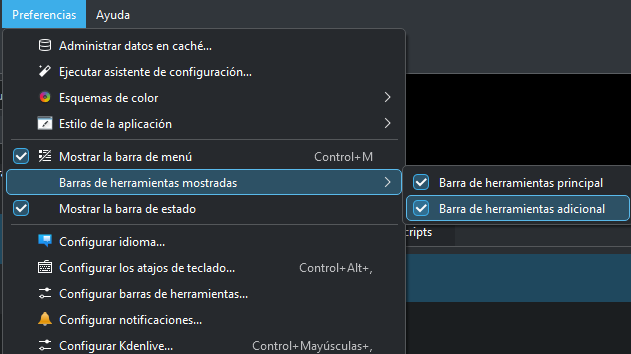 Preferencias Ayuda
Administrar datos en caché...
Ejecutar asistente de configuración...
Esquemas de color
Estilo de la aplicación
Mostrar la barra de menú Control+M
Barras de herramientas mostradas
Barra de herramientas principal
Mostrar la barra de estado
Barra de herramientas adicional
cripts
Configurar idioma...
Configurar los atajos de teclado... Control+Alt+,
Configurar barras de herramientas...
Configurar notificaciones...
Configurar Kdenlive... Control+Mayúsculas+,